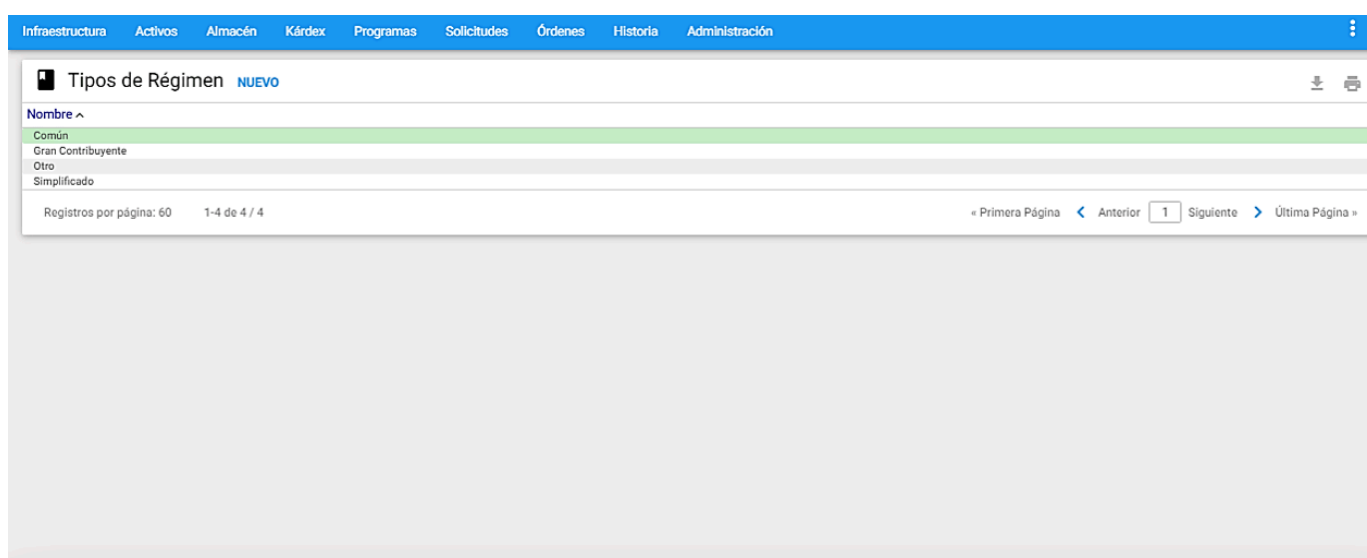 Infraestructura Activos Almacén Kárdex Programas Solicitudes Órdenes Historia Administración
Tipos de Régimen NUEVO
Nombre
Común
Gran Contribuyente
Otro
Simplificado
Registros por página: 60 1-4 de 4 / 4 « Primera Página Anterior 1 Siguiente Última Página »